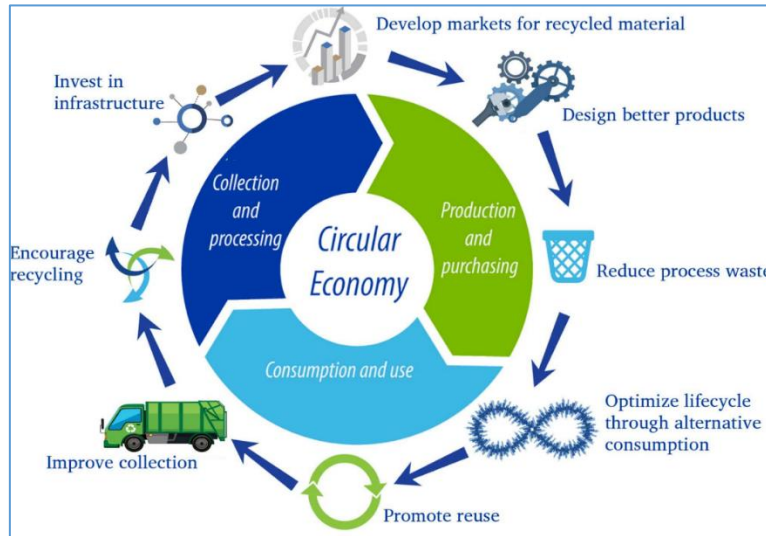 Develop markets for recycled material
Invest in
infrastructure
Design better products
Collection
and
processing
Production
and
purchasing
Circular
Economy
Encourage
recycling
Reduce process waste
Consumption and use
Optimize lifecycle
through alternative
consumption
Improve collection
Promote reuse